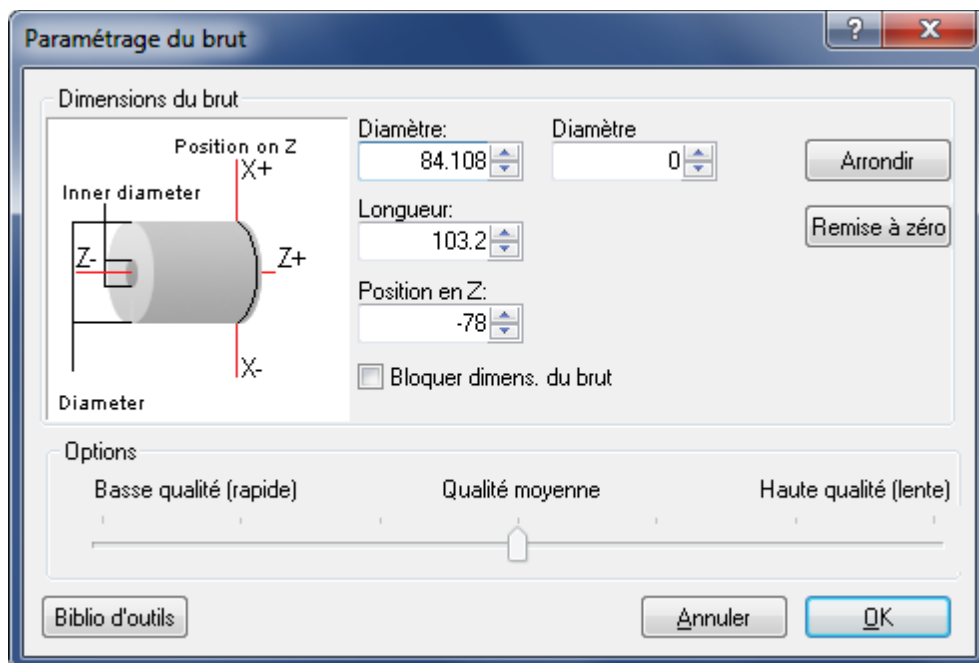 Paramétrage du brut
Dimensions du brut
Position on Z
X+
Inner diameter
Z-
Z+
X-
Diameter
Diamètre:
84.108
Diamètre
0
Arrondir
Longueur:
103.2
Remise à zéro
Position en Z:
-78
Bloquer dimens. du brut
Options
Basse qualité (rapide)
Qualité moyenne
Haute qualité (lente)
Biblio d'outils
Annuler
OK